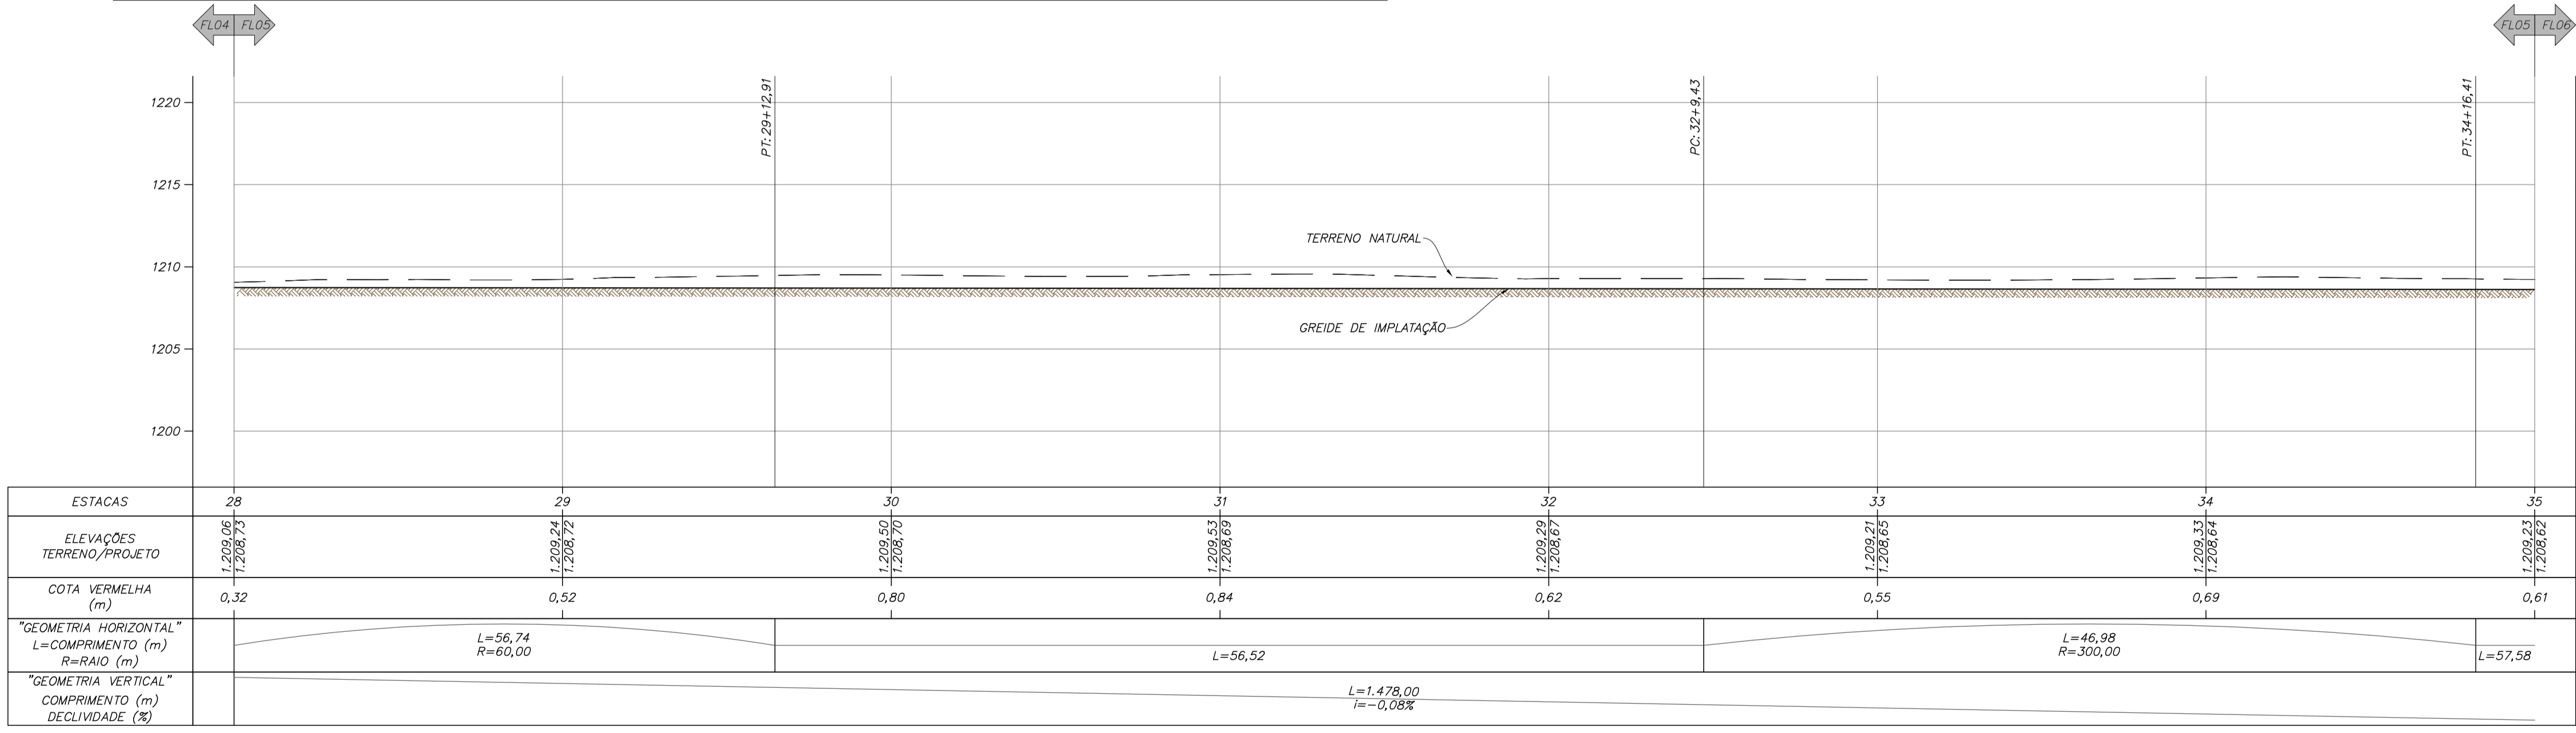 FL04 FL05
FL05 FL06
PT: 29+12,91
PC: 32+9,43
PT: 34+16,41
1220
1215
1210
1205
1200
TERRENO NATURAL
GREIDE DE IMPLATAÇÃO
ESTACAS
28 29 30 31 32 33 34 35
ELEVAÇÕES
TERRENO/PROJETO
1.209,06 1.209,24 1.209,50 1.209,53 1.209,29 1.209,21 1.209,33 1.209,23
1.208,73 1.208,72 1.208,70 1.208,69 1.208,67 1.208,65 1.208,64 1.208,62
COTA VERMELHA
(m)
0,32 0,52 0,80 0,84 0,62 0,55 0,69 0,61
"GEOMETRIA HORIZONTAL"
L=COMPRIMENTO (m)
R=RAIO (m)
L=56,74
R=60,00
L=56,52
L=46,98
R=300,00
L=57,58
"GEOMETRIA VERTICAL"
COMPRIMENTO (m)
DECLIVIDADE (%)
L=1.478,00
i=-0,08%